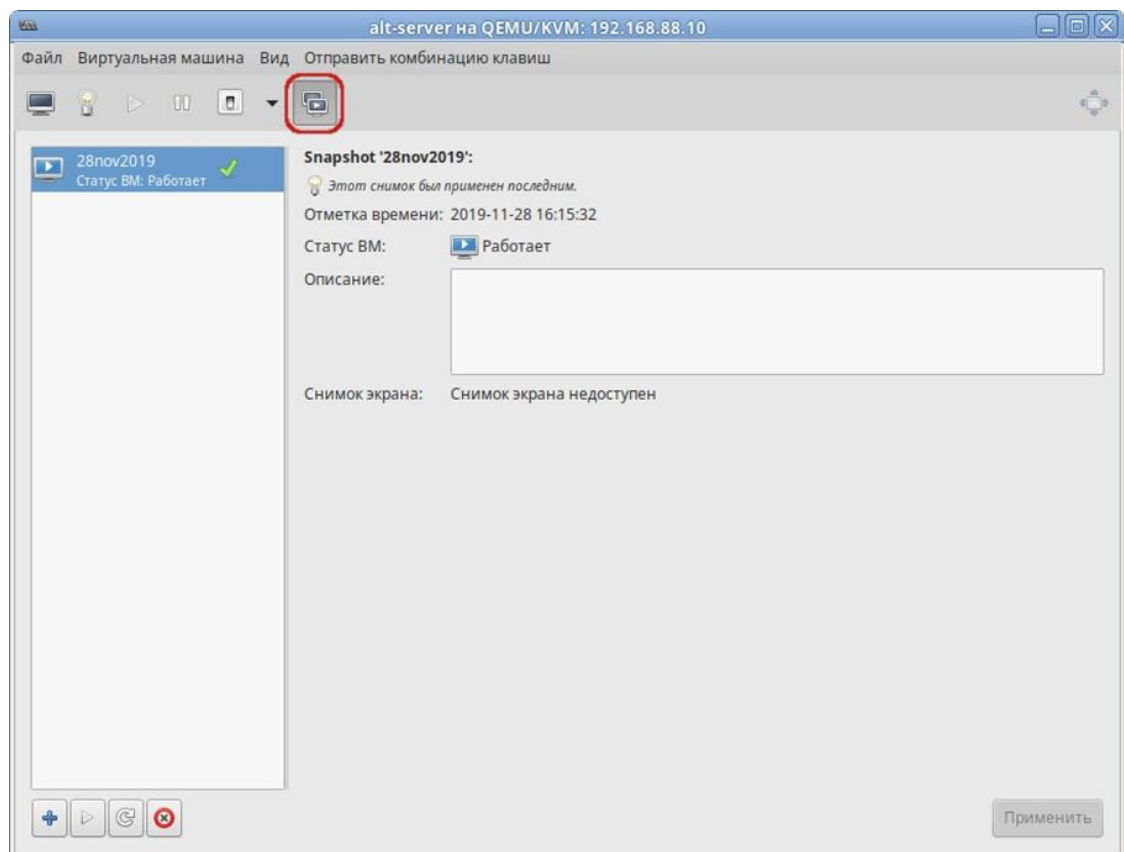 alt-server на QEMU/KVM: 192.168.88.10
Файл Виртуальная машина Вид Отправить комбинацию клавиш
28nov2019
Статус ВМ: Работает
Snapshot '28nov2019':
Этот снимок был применен последним.
Отметка времени: 2019-11-28 16:15:32
Статус ВМ: Работает
Описание:
Снимок экрана: Снимок экрана недоступен
Применить